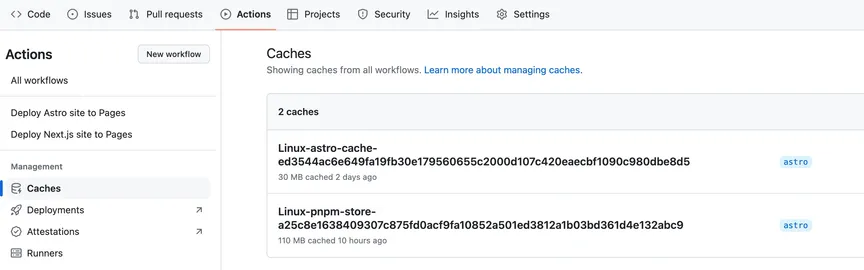 Code Issues Pull requests Actions Projects Security Insights Settings
Actions
New workflow
All workflows
Deploy Astro site to Pages
Deploy Next.js site to Pages
Management
Caches
Deployments
Attestations
Runners
Caches
Showing caches from all workflows. Learn more about managing caches.
2 caches
Linux-astro-cache-
ed3544ac6e649fa19fb30e179560655c2000d107c420eaecbf1090c980dbe8d5
astro
30 MB cached 2 days ago
Linux-pnpm-store-
a25c8e1638409307c875fd0acf9fa10852a501ed3812a1b03bd361d4e132abc9
astro
110 MB cached 10 hours ago